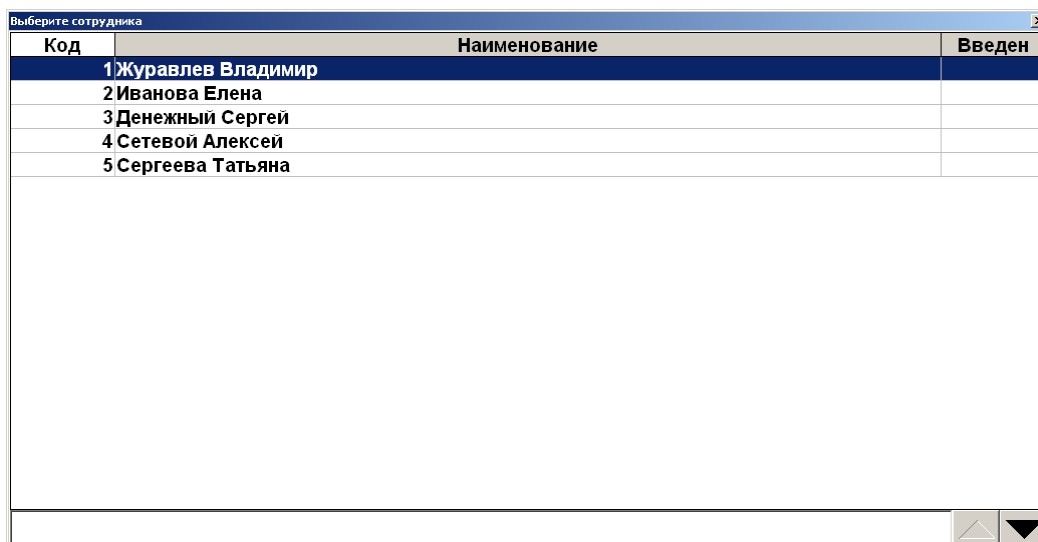 Выберите сотрудника
Код Наименование Введен
1 Журавлев Владимир
2 Иванова Елена
3 Денежный Сергей
4 Сетевой Алексей
5 Сергеева Татьяна